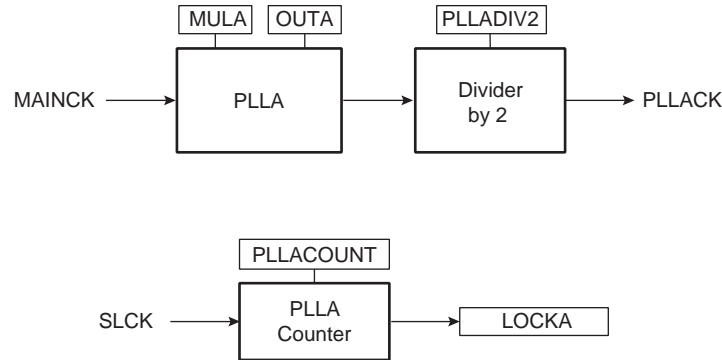 MULA OUTA PLLADIV2
MAINCK PLLA Divider
by 2 PLLACK
PLLACOUNT
SLCK PLLA
Counter LOCKA